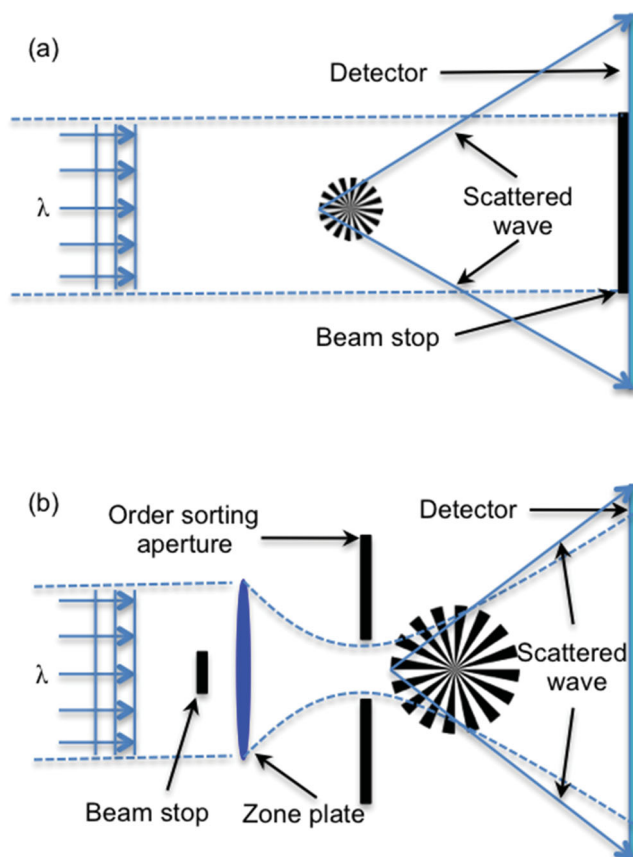 (a)
Detector
λ
Scattered
wave
Beam stop
(b)
Order sorting
aperture
Detector
λ
Scattered
wave
Beam stop
Zone plate